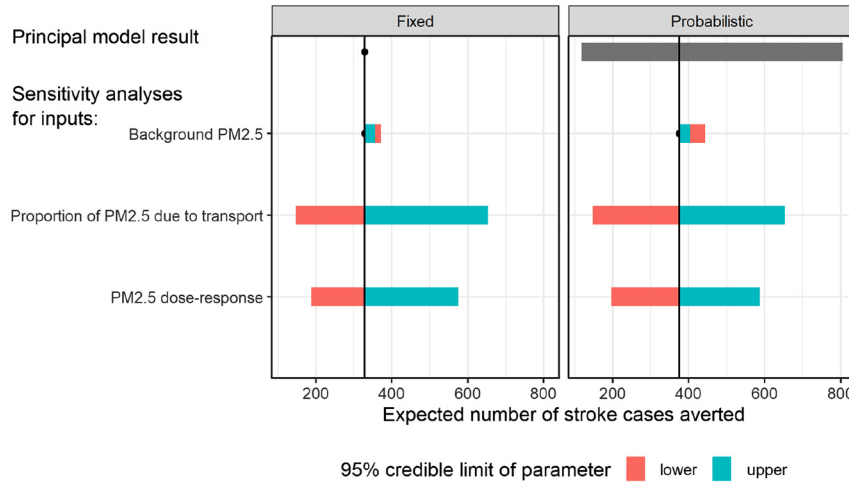 Fixed
Probabilistic
Principal model result
Sensitivity analyses
for inputs:
Background PM2.5
Proportion of PM2.5 due to transport
PM2.5 dose-response
200 400 600 800 200 400 600 800
Expected number of stroke cases averted
95% credible limit of parameter lower upper